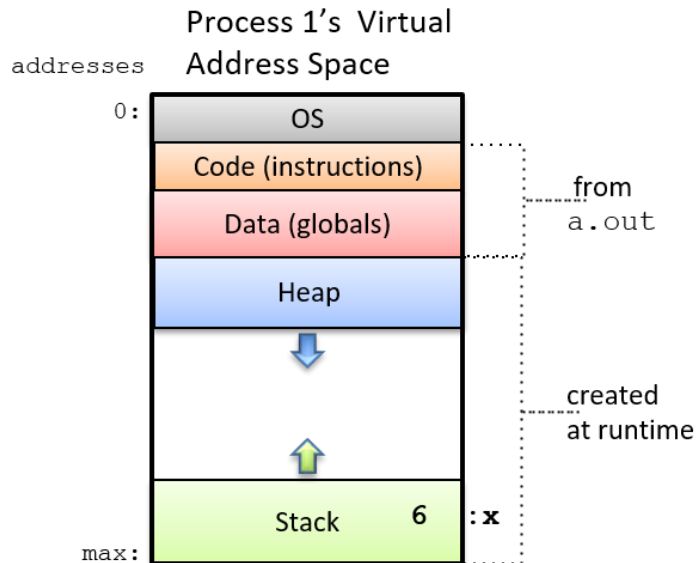 Process 1's Virtual
Address Space
addresses
0:
OS
Code (instructions)
Data (globals)
from
a.out
Heap
created
at runtime
Stack
6
:x
max: